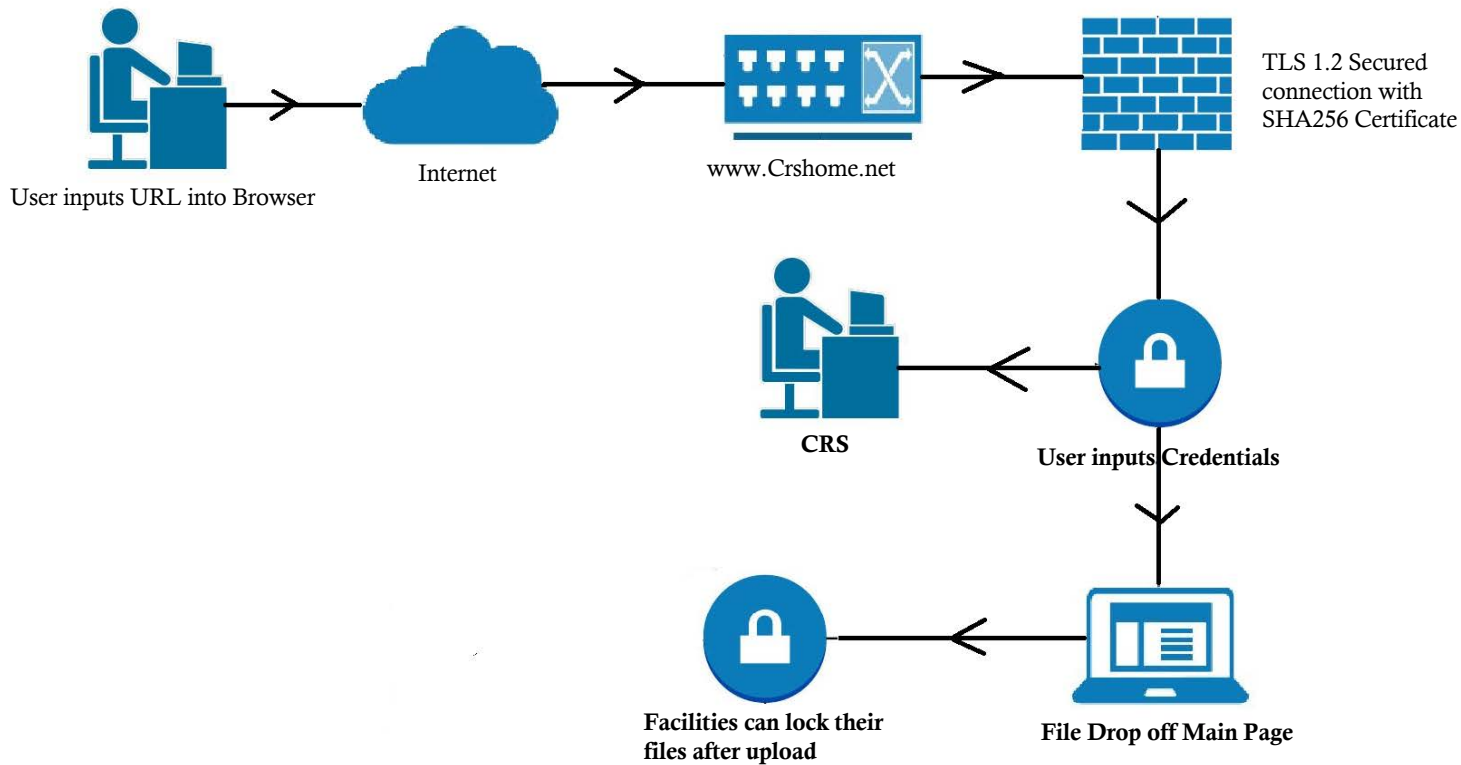 User inputs URL into Browser
Internet
www.Crshome.net
TLS 1.2 Secured
connection with
SHA256 Certificate
CRS
User inputs Credentials
Facilities can lock their
files after upload
File Drop off Main Page